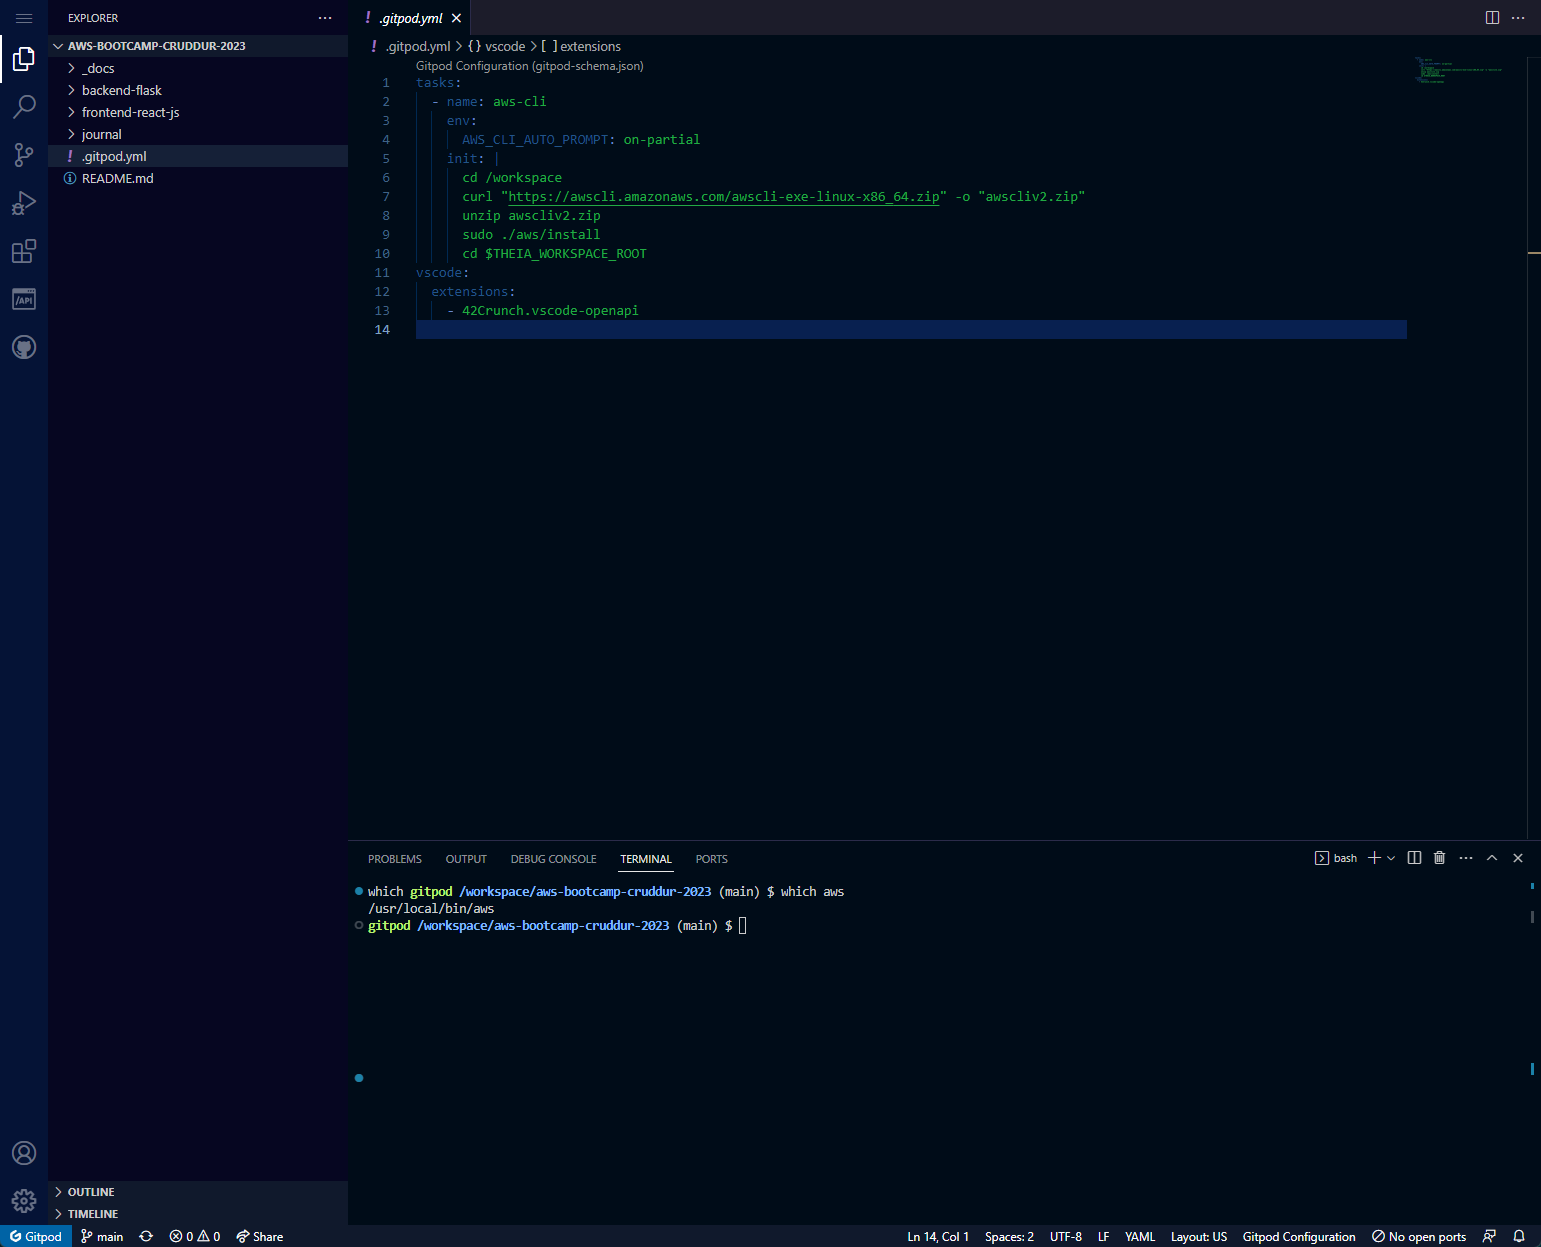 EXPLORER
AWS-BOOTCAMP-CRUDDUR-2023
_docs
backend-flask
frontend-react-js
journal
! .gitpod.yml
README.md
OUTLINE
TIMELINE
! .gitpod.yml
! .gitpod.yml > {} vscode > [ ] extensions
Gitpod Configuration (gitpod-schema.json)
1 tasks:
2 - name: aws-cli
3 env:
4 AWS_CLI_AUTO_PROMPT: on-partial
5 init: |
6 cd /workspace
7 curl "https://awscli.amazonaws.com/awscli-exe-linux-x86_64.zip" -o "awscliv2.zip"
8 unzip awscliv2.zip
9 sudo ./aws/install
10 cd $THEIA_WORKSPACE_ROOT
11 vscode:
12 extensions:
13 - 42Crunch.vscode-openapi
14
PROBLEMS OUTPUT DEBUG CONSOLE TERMINAL PORTS bash
which gitpod /workspace/aws-bootcamp-cruddur-2023 (main) $ which aws
/usr/local/bin/aws
gitpod /workspace/aws-bootcamp-cruddur-2023 (main) $
/API
Gitpod main 0 0 Share Ln 14, Col 1 Spaces: 2 UTF-8 LF YAML Layout: US Gitpod Configuration No open ports